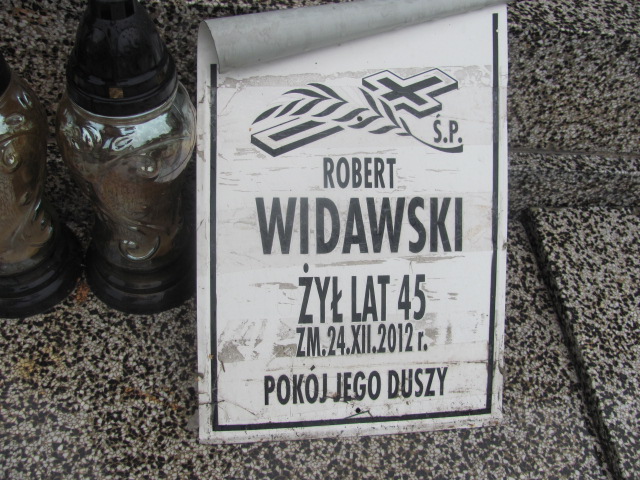 Ś.P.
ROBERT
WIDAWSKI
ŻYŁ LAT 45
ZM.24.XII.2012 r.
POKÓJ JEGO DUSZY